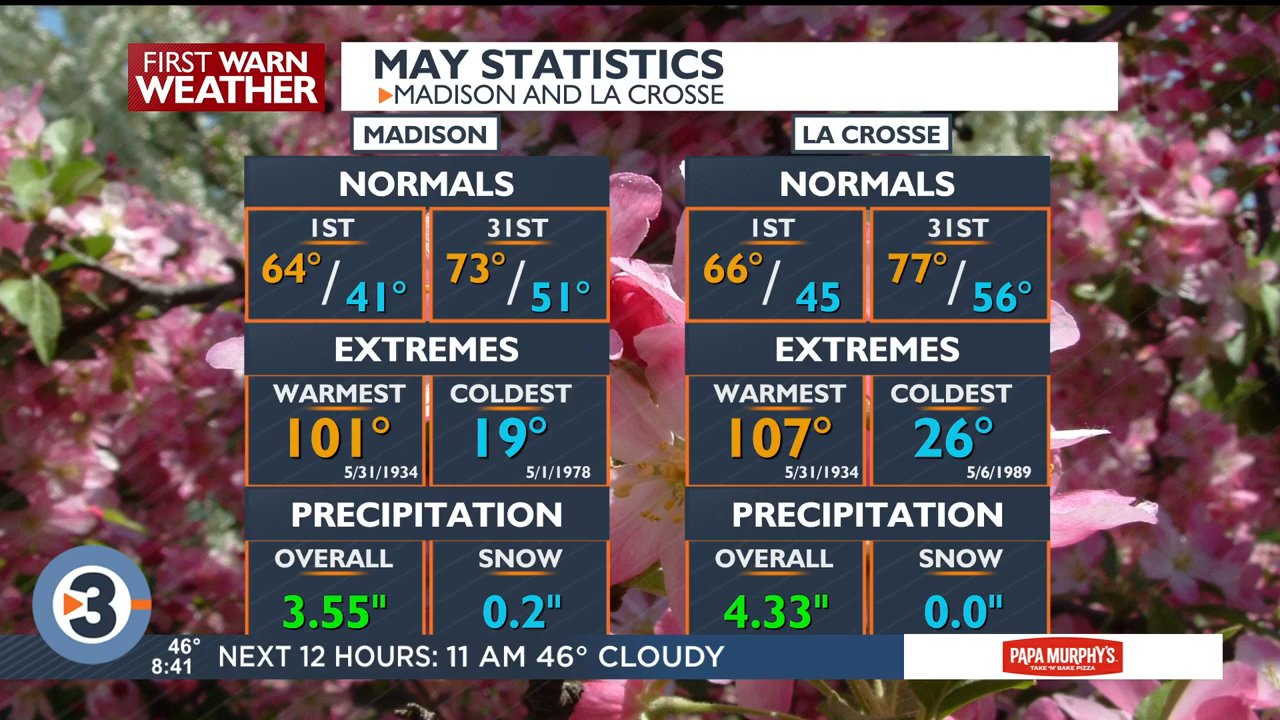 FIRST WARN
WEATHER
MAY STATISTICS
MADISON AND LA CROSSE
MADISON
NORMALS
1ST
31ST
64°/41°
73°/51°
EXTREMES
WARMEST
COLDEST
101°
19°
5/31/1934
5/1/1978
PRECIPITATION
OVERALL
SNOW
3.55"
0.2"
LA CROSSE
NORMALS
1ST
31ST
66°/45
77°/56°
EXTREMES
WARMEST
COLDEST
107°
26°
5/31/1934
5/6/1989
PRECIPITATION
OVERALL
SNOW
4.33"
0.0"
3
46°
8:41
NEXT 12 HOURS: 11 AM 46° CLOUDY
PAPA MURPHY'S
TAKE 'N' BAKE PIZZA